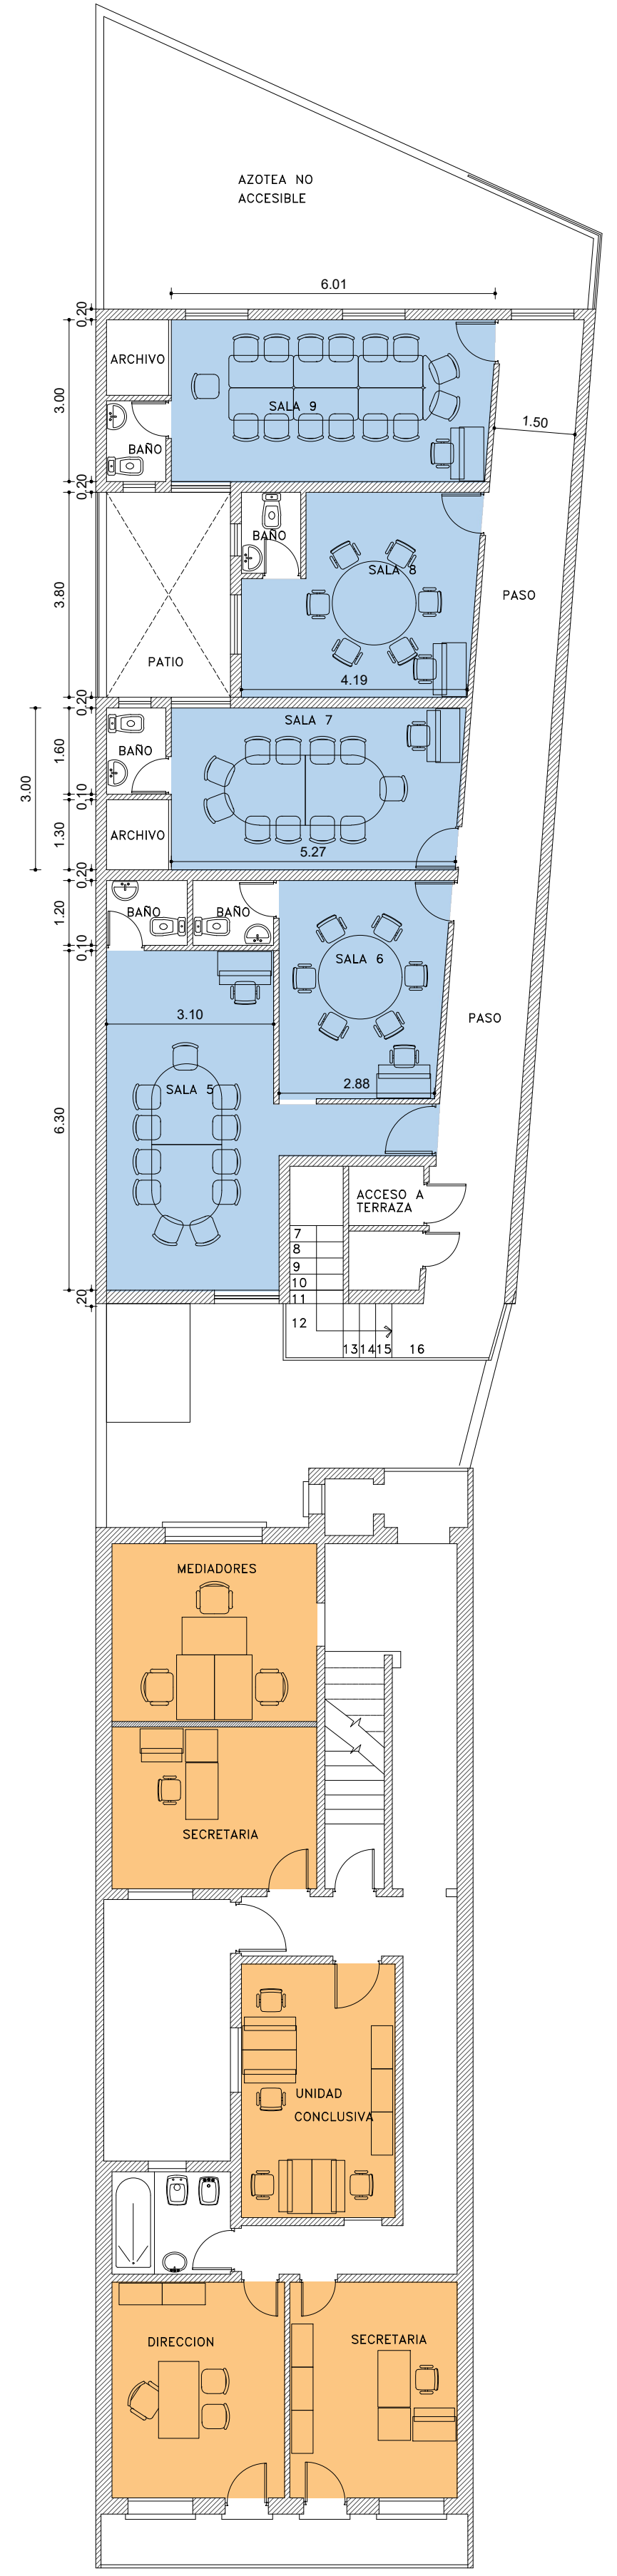 AZOTEA NO
ACCESIBLE
6.01
0.20
ARCHIVO
3.00
SALA 9
1.50
BAÑO
0.20
BAÑO
SALA 8
3.80
PASO
PATIO
4.19
0.20
SALA 7
BAÑO
1.60
3.00
0.10
ARCHIVO
1.30
5.27
0.20
1.20
BAÑO
BAÑO
0.10
SALA 6
3.10
PASO
2.88
SALA 5
6.30
ACCESO A
TERRAZA
7
8
9
10
20
11
12
13 14 15 16
MEDIADORES
SECRETARIA
UNIDAD
CONCLUSIVA
DIRECCION
SECRETARIA